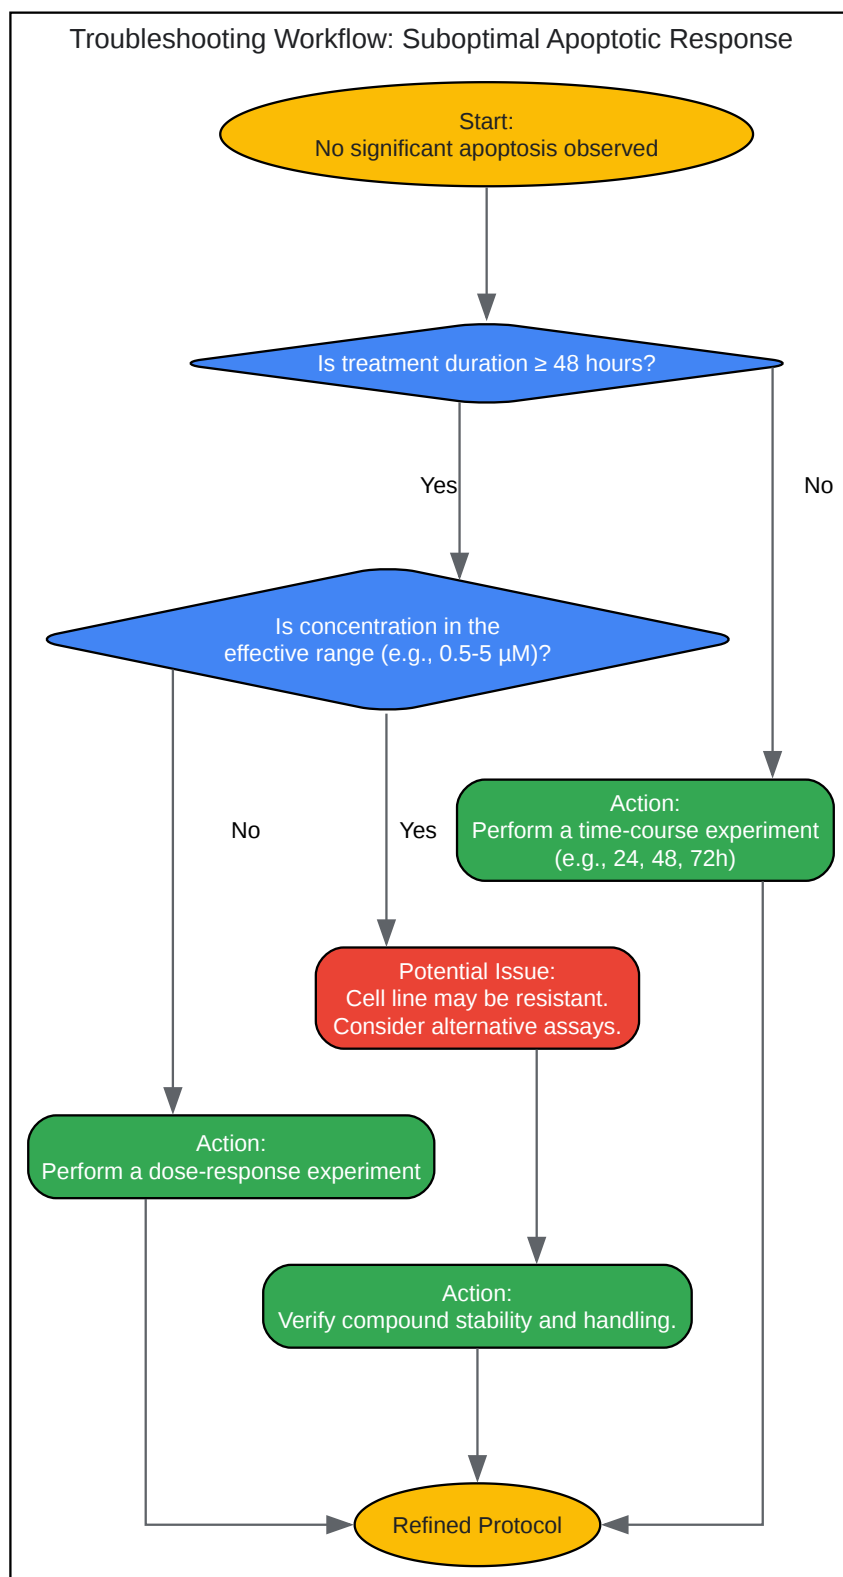 Troubleshooting Workflow: Suboptimal Apoptotic Response
Start:
No significant apoptosis observed
Is treatment duration ≥ 48 hours?
Yes
No
Is concentration in the
effective range (e.g., 0.5-5 µM)?
Action:
Perform a time-course experiment
(e.g., 24, 48, 72h)
No
Yes
Potential Issue:
Cell line may be resistant.
Consider alternative assays.
Action:
Perform a dose-response experiment
Action:
Verify compound stability and handling.
Refined Protocol